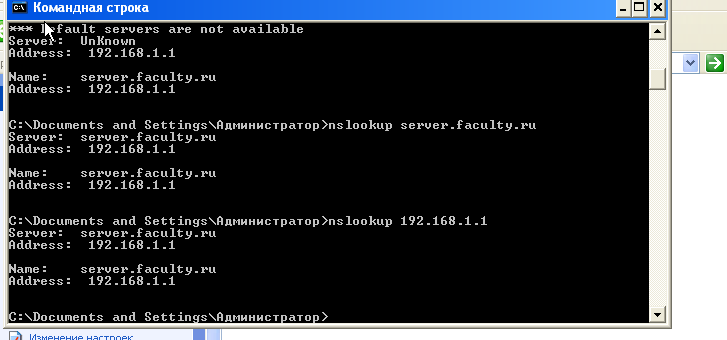 Командная строка
*** Default servers are not available
Server:  UnKnown
Address:  192.168.1.1
Name:    server.faculty.ru
Address:  192.168.1.1
C:\Documents and Settings\Администратор>nslookup server.faculty.ru
Server:  server.faculty.ru
Address:  192.168.1.1
Name:    server.faculty.ru
Address:  192.168.1.1
C:\Documents and Settings\Администратор>nslookup 192.168.1.1
Server:  server.faculty.ru
Address:  192.168.1.1
Name:    server.faculty.ru
Address:  192.168.1.1
C:\Documents and Settings\Администратор>
Изменение настроек